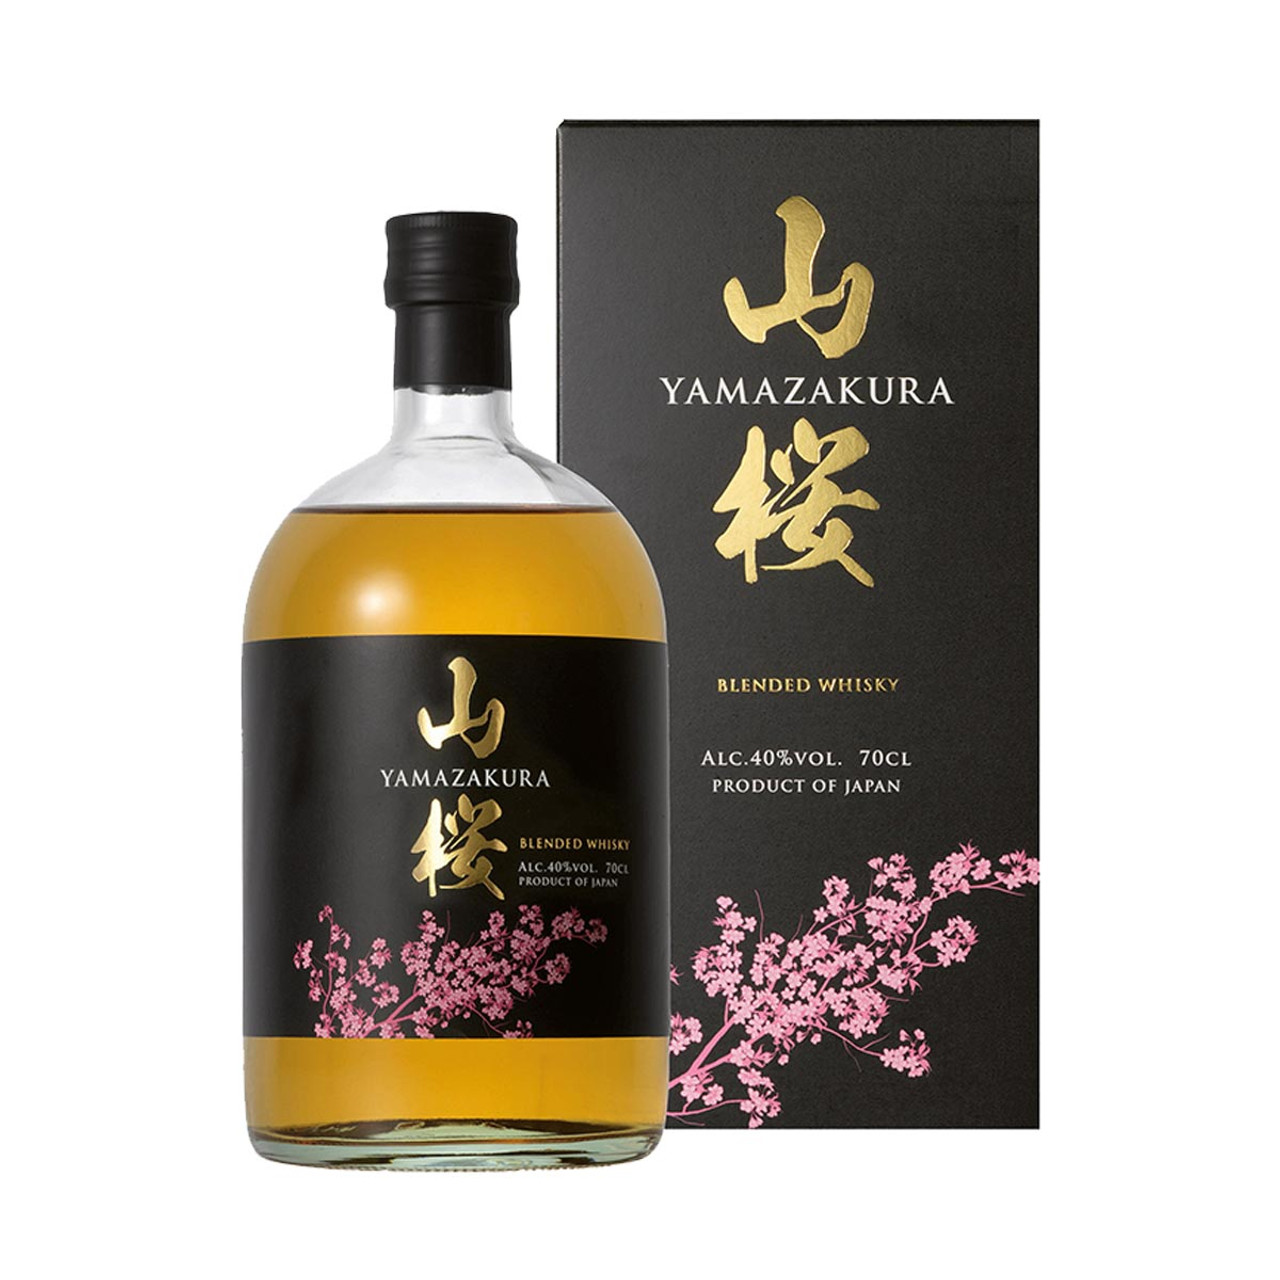 山
YAMAZAKURA
桜
BLENDED WHISKY
ALC.40%VOL. 70CL
PRODUCT OF JAPAN
山
YAMAZAKURA
桜
BLENDED WHISKY
ALC.40%VOL. 70CL
PRODUCT OF JAPAN